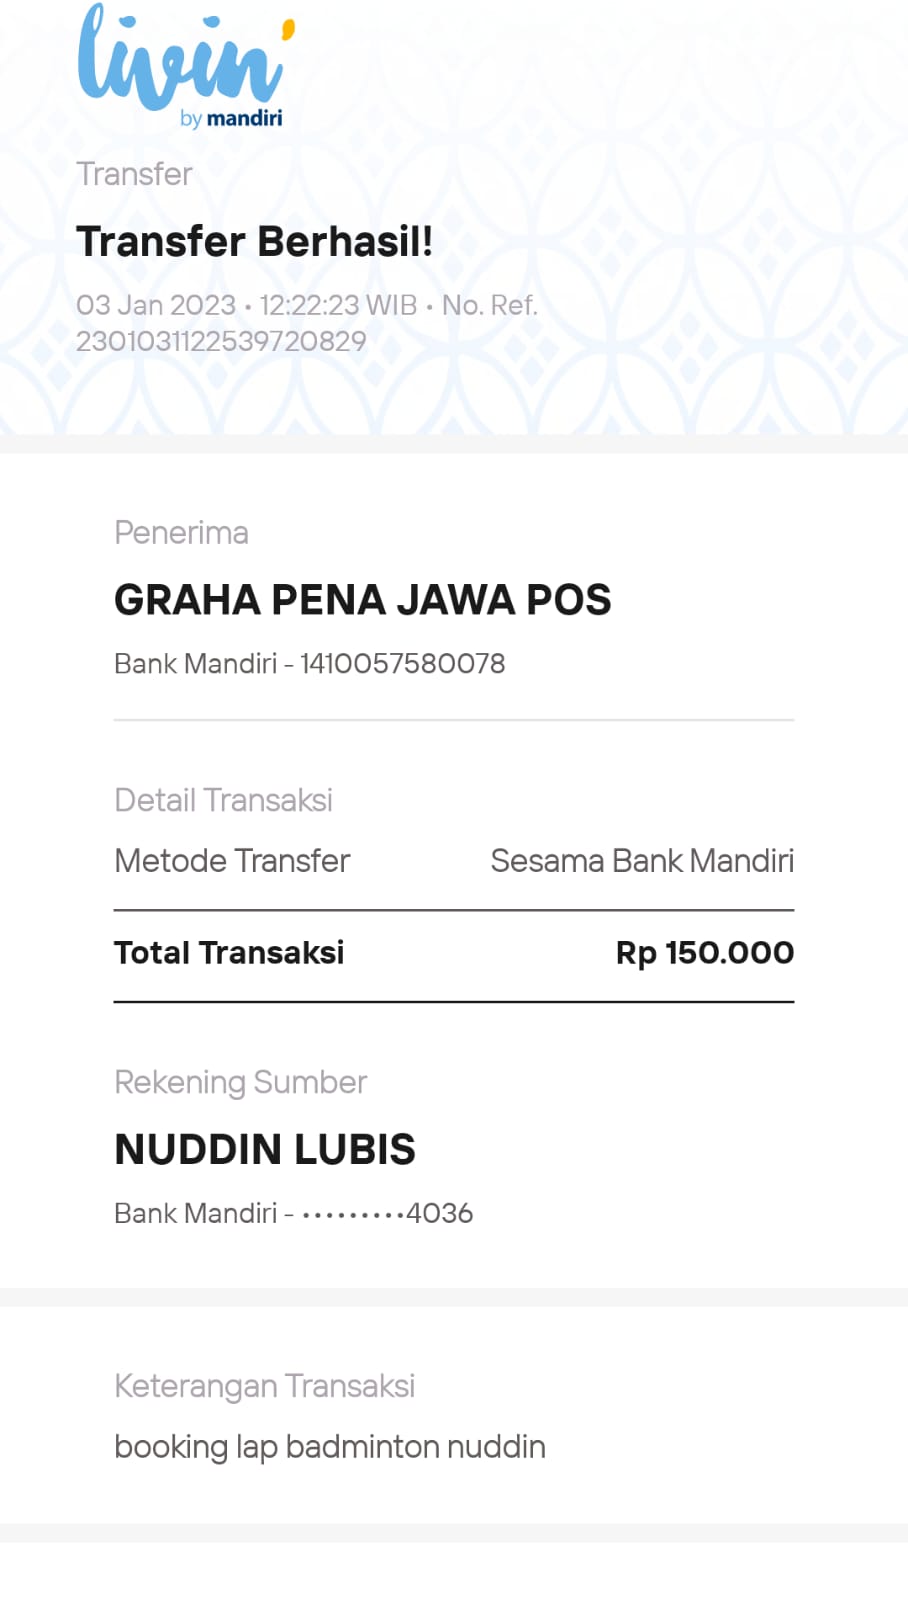 livin'
by mandiri
Transfer
Transfer Berhasil!
03 Jan 2023 • 12:22:23 WIB • No. Ref.
2301031122539720829
Penerima
GRAHA PENA JAWA POS
Bank Mandiri - 1410057580078
Detail Transaksi
Metode Transfer Sesama Bank Mandiri
Total Transaksi Rp 150.000
Rekening Sumber
NUDDIN LUBIS
Bank Mandiri - •••••••••4036
Keterangan Transaksi
booking lap badminton nuddin